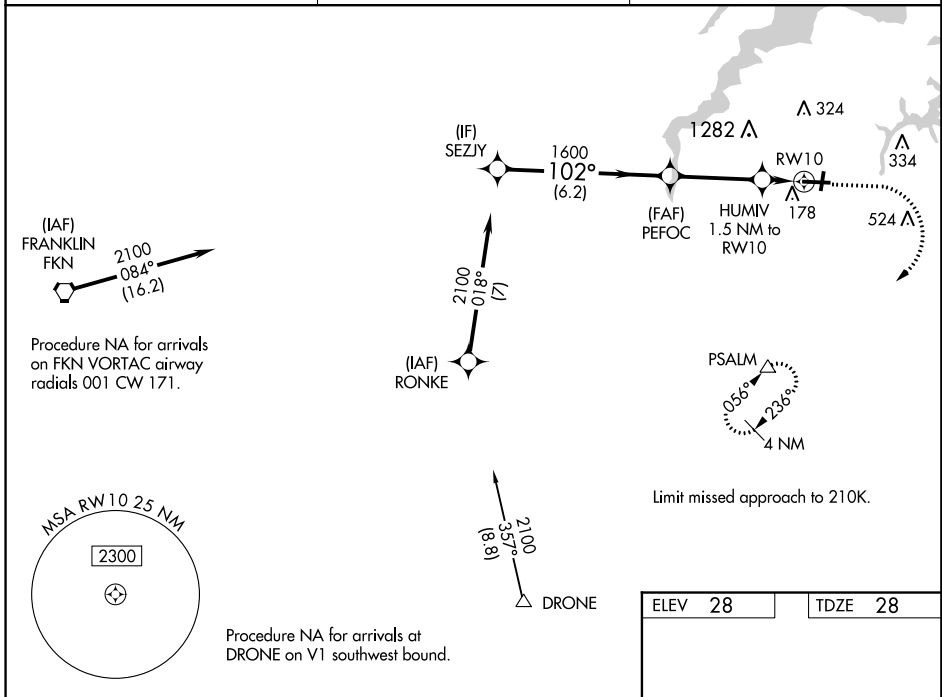 324
1282
334
(IF)
SEZJY
1600
102°
(6.2)
RW10
(FAF)
PEFOC
HUMIV
1.5 NM to
RW10
178
524
(IAF)
FRANKLIN
FKN
2100
084°
(16.2)
2100
018°
(7)
Procedure NA for arrivals
on FKN VORTAC airway
radials 001 CW 171.
(IAF)
RONKE
PSALM
056°
236°
4 NM
Limit missed approach to 210K.
MSA RW10 25 NM
2300
2100
357°
(8.8)
DRONE
Procedure NA for arrivals at
DRONE on V1 southwest bound.
ELEV 28
TDZE 28